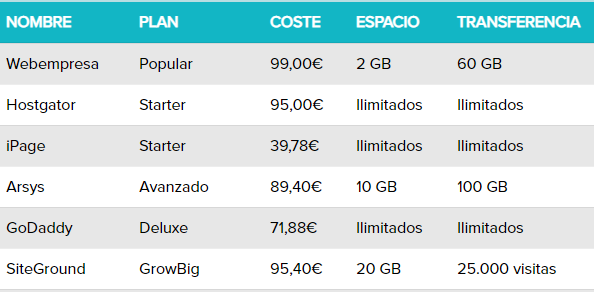 NOMBRE PLAN COSTE ESPACIO TRANSFERENCIA
Webempresa Popular 99,00€ 2 GB 60 GB
Hostgator Starter 95,00€ Ilimitados Ilimitados
iPage Starter 39,78€ Ilimitados Ilimitados
Arsys Avanzado 89,40€ 10 GB 100 GB
GoDaddy Deluxe 71,88€ Ilimitados Ilimitados
SiteGround GrowBig 95,40€ 20 GB 25.000 visitas